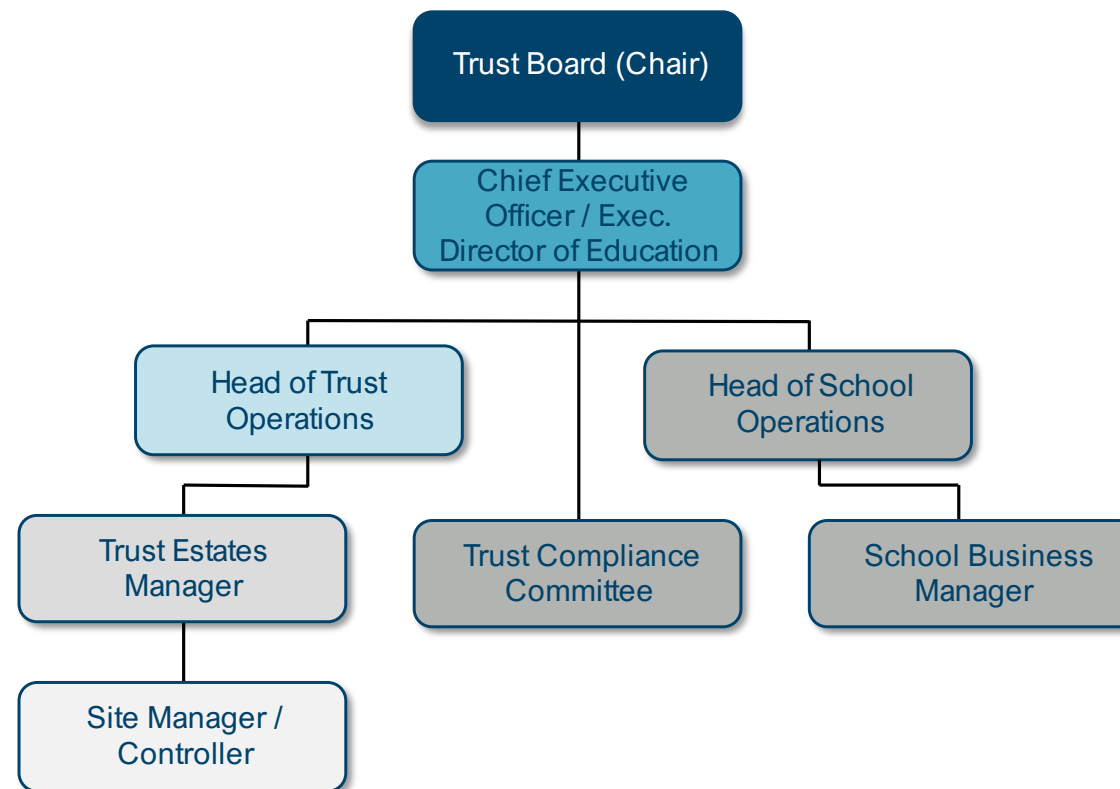 Trust Board (Chair)
Chief Executive
Officer / Exec.
Director of Education
Head of Trust
Operations
Head of School
Operations
Trust Estates
Manager
Trust Compliance
Committee
School Business
Manager
Site Manager /
Controller